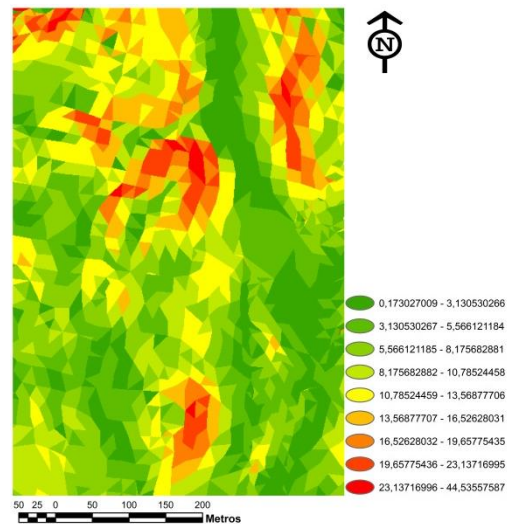 N
0,173027009 - 3,130530266
3,130530267 - 5,566121184
5,566121185 - 8,175682881
8,175682882 - 10,78524458
10,78524459 - 13,56877706
13,56877707 - 16,52628031
16,52628032 - 19,65775435
19,65775436 - 23,13716995
23,13716996 - 44,53557587
50 25 0 50 100 150 200
Metros